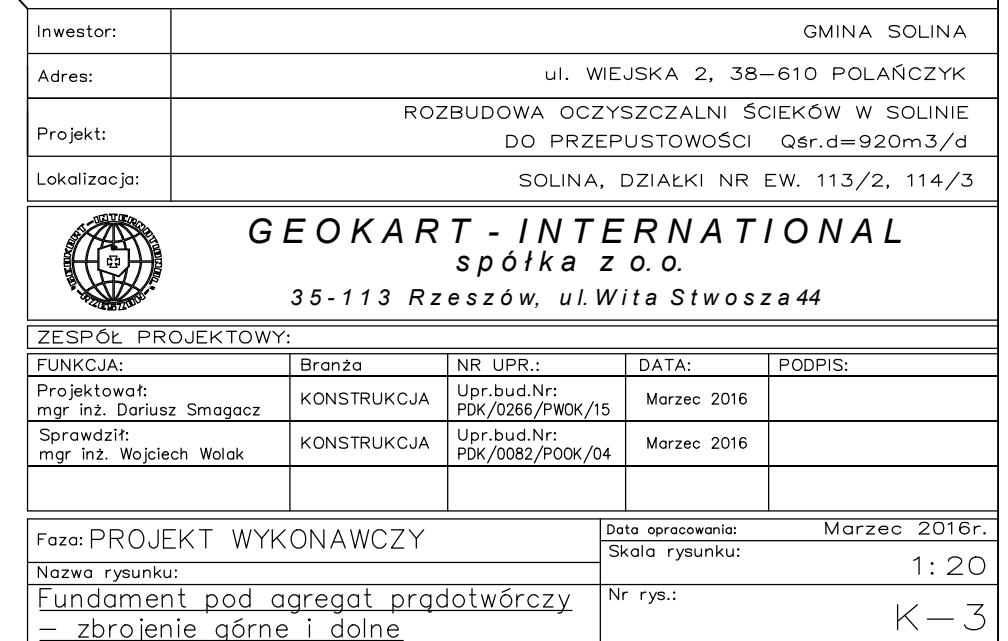 Inwestor: GMINA SOLINA
Adres: ul. WIEJSKA 2, 38-610 POLAŃCZYK
Projekt: ROZBUDOWA OCZYSZCZALNI ŚCIEKÓW W SOLINIE
DO PRZEPUSTOWOŚCI Qśr.d=920m3/d
Lokalizacja: SOLINA, DZIAŁKI NR EW. 113/2, 114/3
GEOKART-INTERNATIONAL
RZESZÓW
GEOKART-INTERNATIONAL
spółka z o.o.
35-113 Rzeszów, ul. Wita Stwosza 44
ZESPÓŁ PROJEKTOWY:
FUNKCJA: Branża NR UPR.: DATA: PODPIS:
Projektował:
mgr inż. Dariusz Smagacz
KONSTRUKCJA
Upr.bud.Nr:
PDK/0266/PWOK/15
Marzec 2016
Sprawdził:
mgr inż. Wojciech Wolak
KONSTRUKCJA
Upr.bud.Nr:
PDK/0082/POOK/04
Marzec 2016
Faza: PROJEKT WYKONAWCZY
Data opracowania: Marzec 2016r.
Skala rysunku: 1:20
Nazwa rysunku:
Fundament pod agregat prądotwórczy
– zbrojenie górne i dolne
Nr rys.: K-3